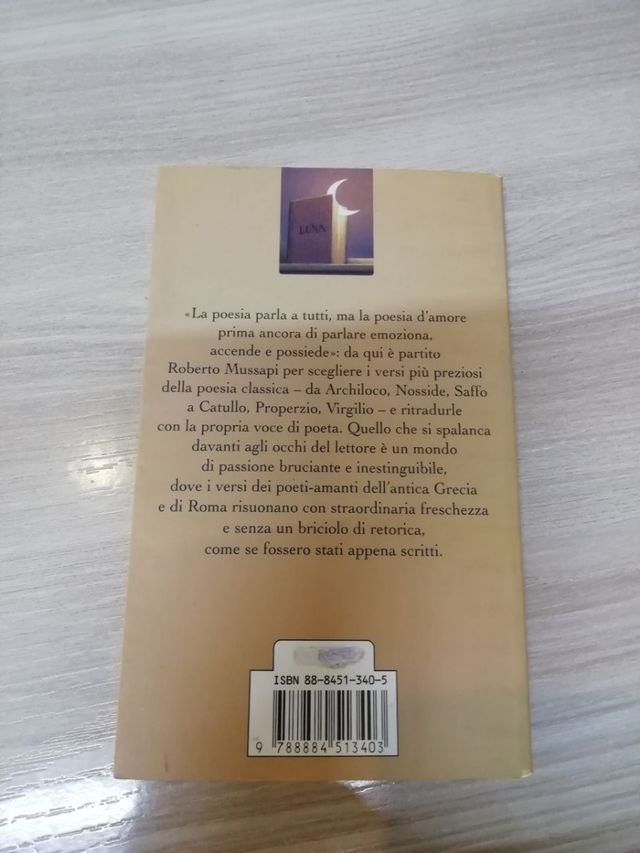 LUNA
«La poesia parla a tutti, ma la poesia d'amore
prima ancora di parlare emoziona,
accende e possiede»: da qui è partito
Roberto Mussapi per scegliere i versi più preziosi
della poesia classica – da Archiloco, Nosside, Saffo
a Catullo, Properzio, Virgilio – e ritradurle
con la propria voce di poeta. Quello che si spalanca
davanti agli occhi del lettore è un mondo
di passione bruciante e inestinguibile,
dove i versi dei poeti-amanti dell'antica Grecia
e di Roma risuonano con straordinaria freschezza
e senza un briciolo di retorica,
come se fossero stati appena scritti.
ISBN 88-8451-340-5
9 788884 513403